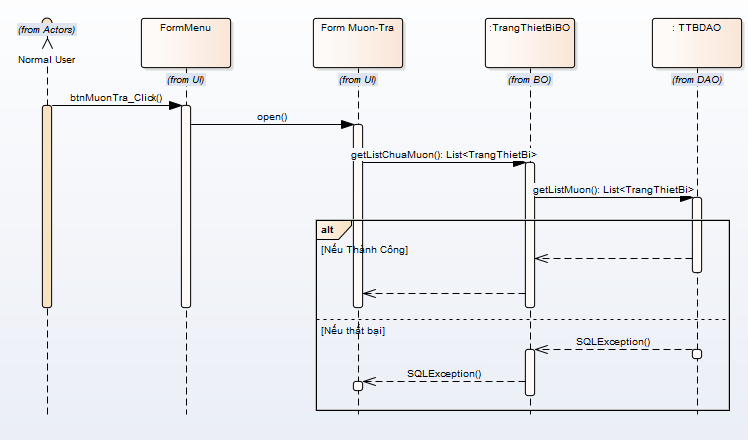 (from Actors)
Normal User
FormMenu
(from UI)
Form Muon-Tra
(from UI)
:TrangThietBiBO
(from BO)
: TTBDAO
(from DAO)
btnMuonTra_Click()
open()
getListChuaMuon(): List<TrangThietBi>
getListMuon(): List<TrangThietBi>
alt
[Nếu Thành Công]
[Nếu thất bại]
SQLException()
SQLException()